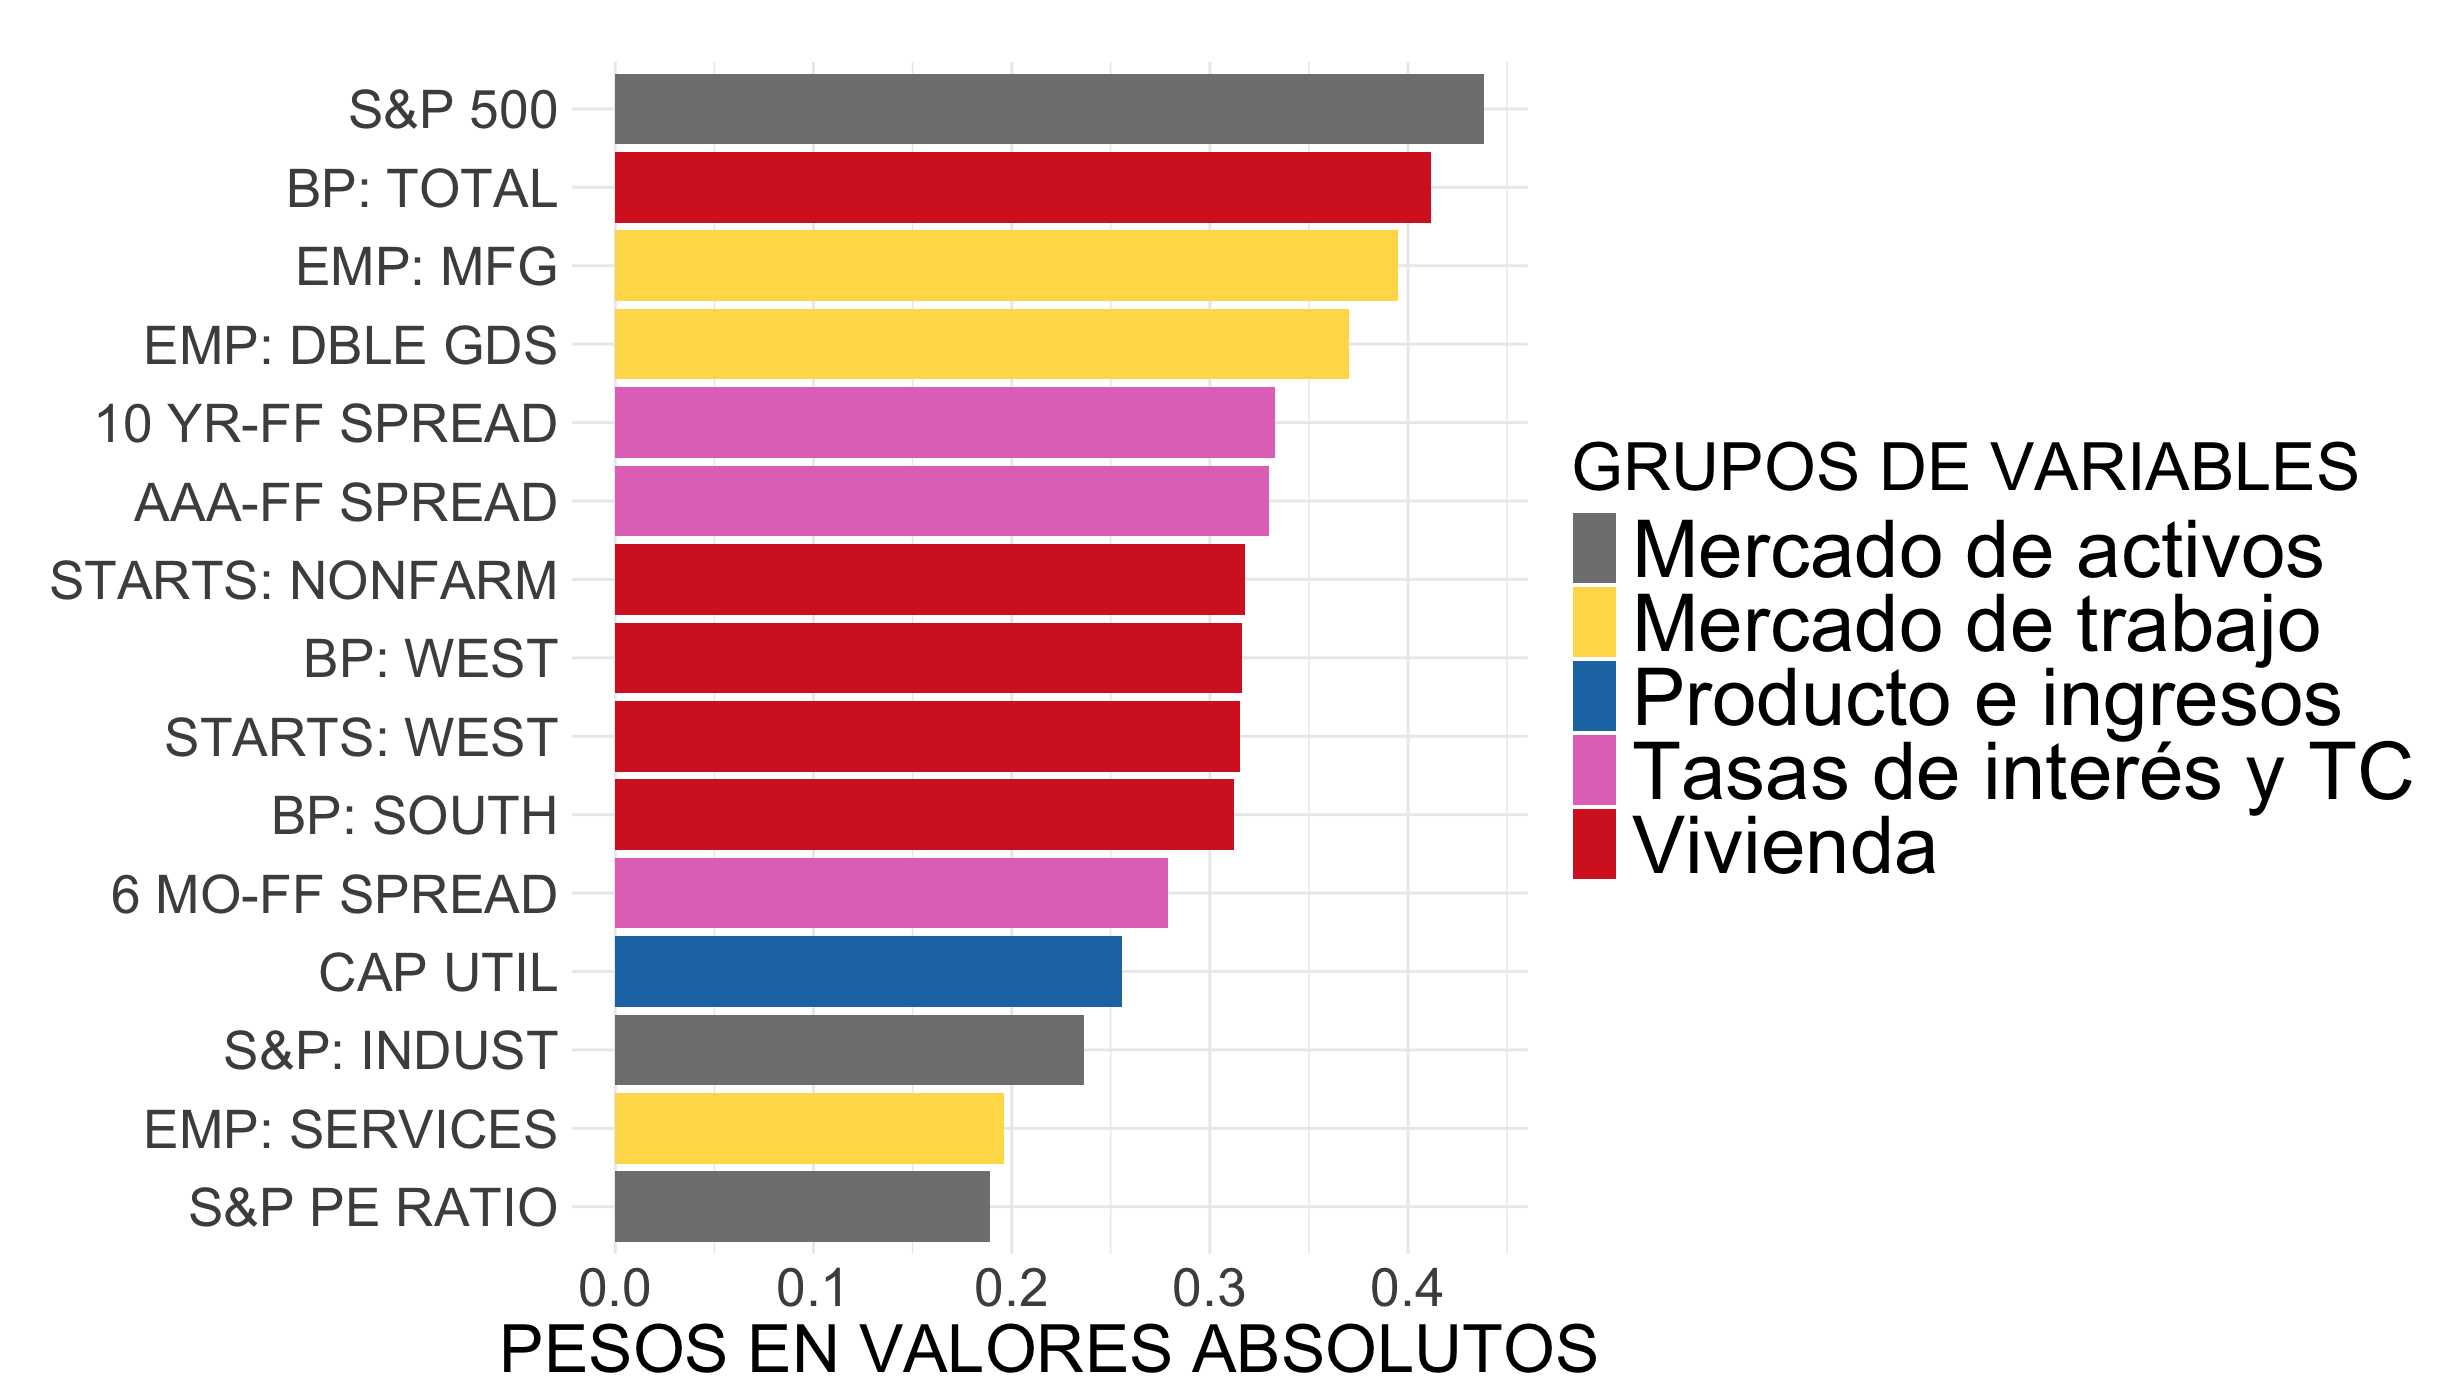 S&P 500
BP: TOTAL
EMP: MFG
EMP: DBLE GDS
10 YR-FF SPREAD
AAA-FF SPREAD
STARTS: NONFARM
BP: WEST
STARTS: WEST
BP: SOUTH
6 MO-FF SPREAD
CAP UTIL
S&P: INDUST
EMP: SERVICES
S&P PE RATIO
0.0 0.1 0.2 0.3 0.4
PESOS EN VALORES ABSOLUTOS
GRUPOS DE VARIABLES
Mercado de activos
Mercado de trabajo
Producto e ingresos
Tasas de interés y TC
Vivienda